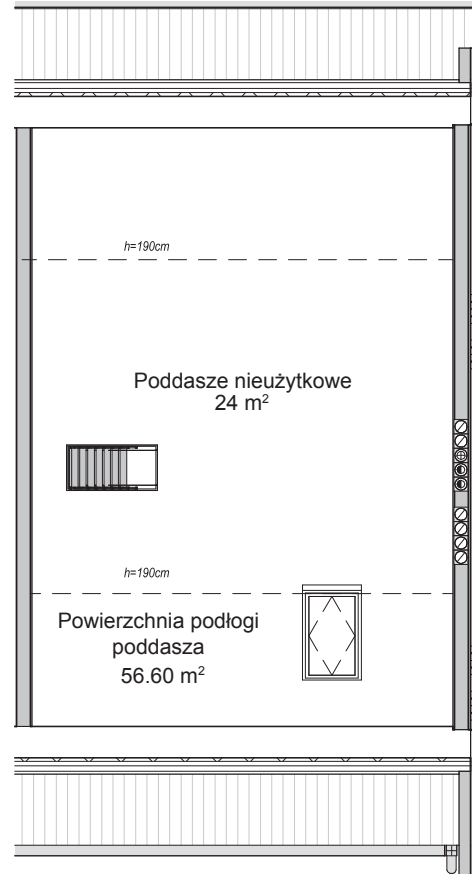 h=190cm
Poddasze nieużytkowe
24 m²
h=190cm
Powierzchnia podłogi
poddasza
56.60 m²